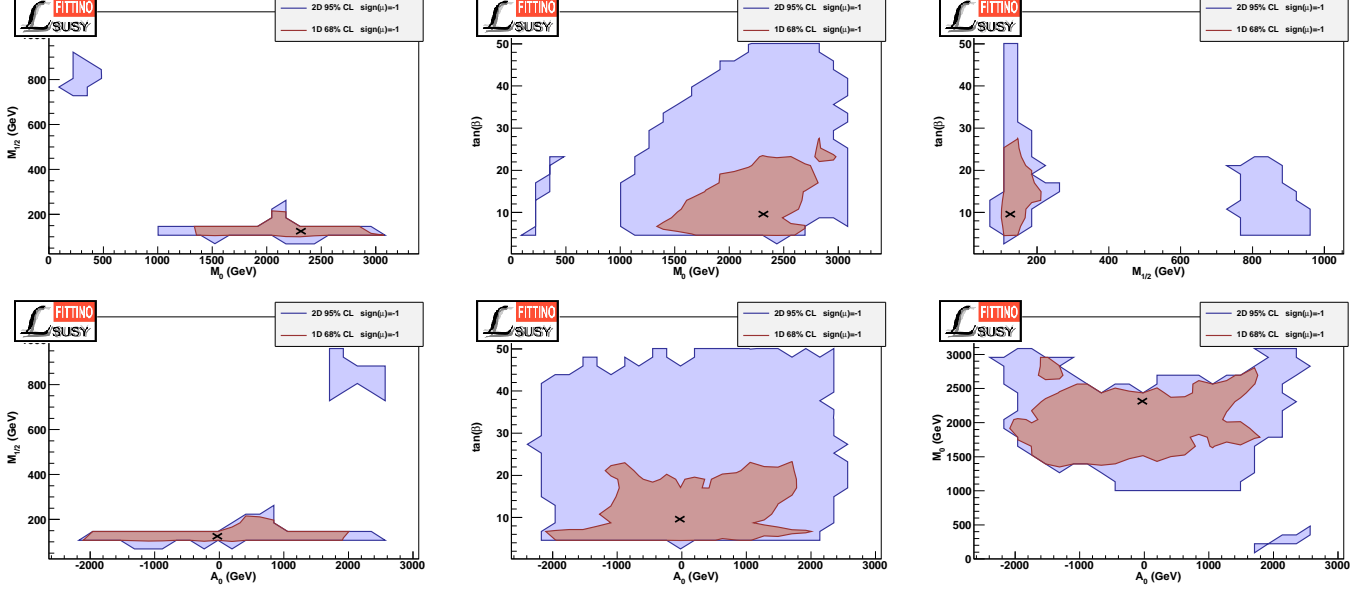 FITTINO
SUSY
2D 95% CL sign(μ)=-1
1D 68% CL sign(μ)=-1
M1/2 (GeV)
800
600
400
200
0 500 1000 1500 2000 2500 3000
M0 (GeV)
FITTINO
SUSY
2D 95% CL sign(μ)=-1
1D 68% CL sign(μ)=-1
tan(β)
50
40
30
20
10
0 500 1000 1500 2000 2500 3000
M0 (GeV)
FITTINO
SUSY
2D 95% CL sign(μ)=-1
1D 68% CL sign(μ)=-1
tan(β)
50
40
30
20
10
200 400 600 800 1000
M1/2 (GeV)
FITTINO
SUSY
2D 95% CL sign(μ)=-1
1D 68% CL sign(μ)=-1
M1/2 (GeV)
800
600
400
200
-2000 -1000 0 1000 2000 3000
A0 (GeV)
FITTINO
SUSY
2D 95% CL sign(μ)=-1
1D 68% CL sign(μ)=-1
tan(β)
50
40
30
20
10
0
-2000 -1000 0 1000 2000 3000
A0 (GeV)
FITTINO
SUSY
2D 95% CL sign(μ)=-1
1D 68% CL sign(μ)=-1
M0 (GeV)
3000
2500
2000
1500
1000
500
0
-2000 -1000 0 1000 2000 3000
A0 (GeV)